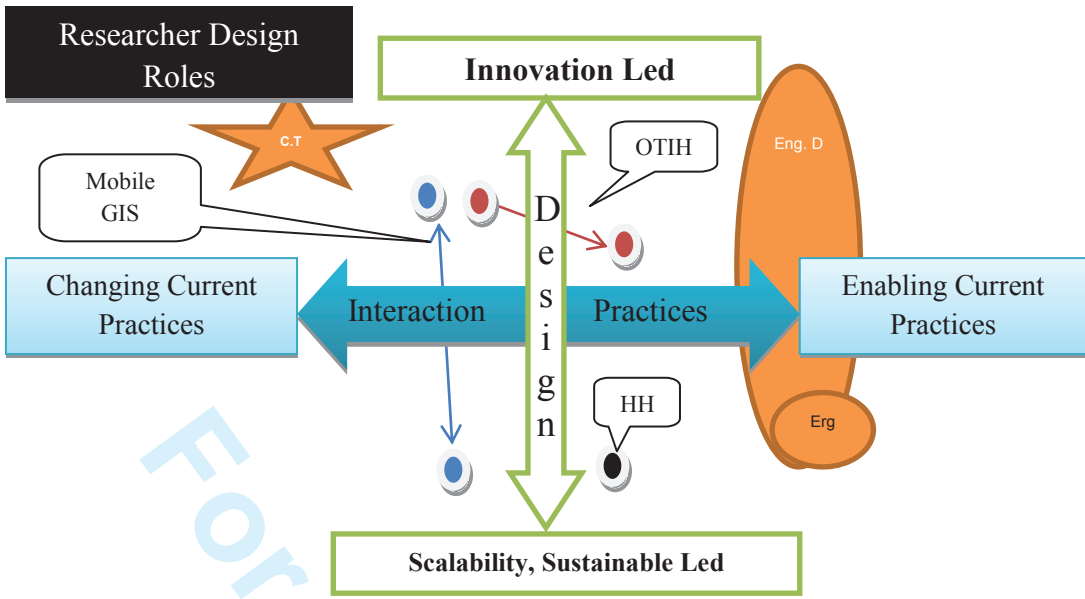 Researcher Design
Roles
Innovation Led
C.T
Eng. D
OTIH
Mobile
GIS
Changing Current
Practices
Interaction
Practices
Enabling Current
Practices
Design
HH
Erg
For
Scalability, Sustainable Led